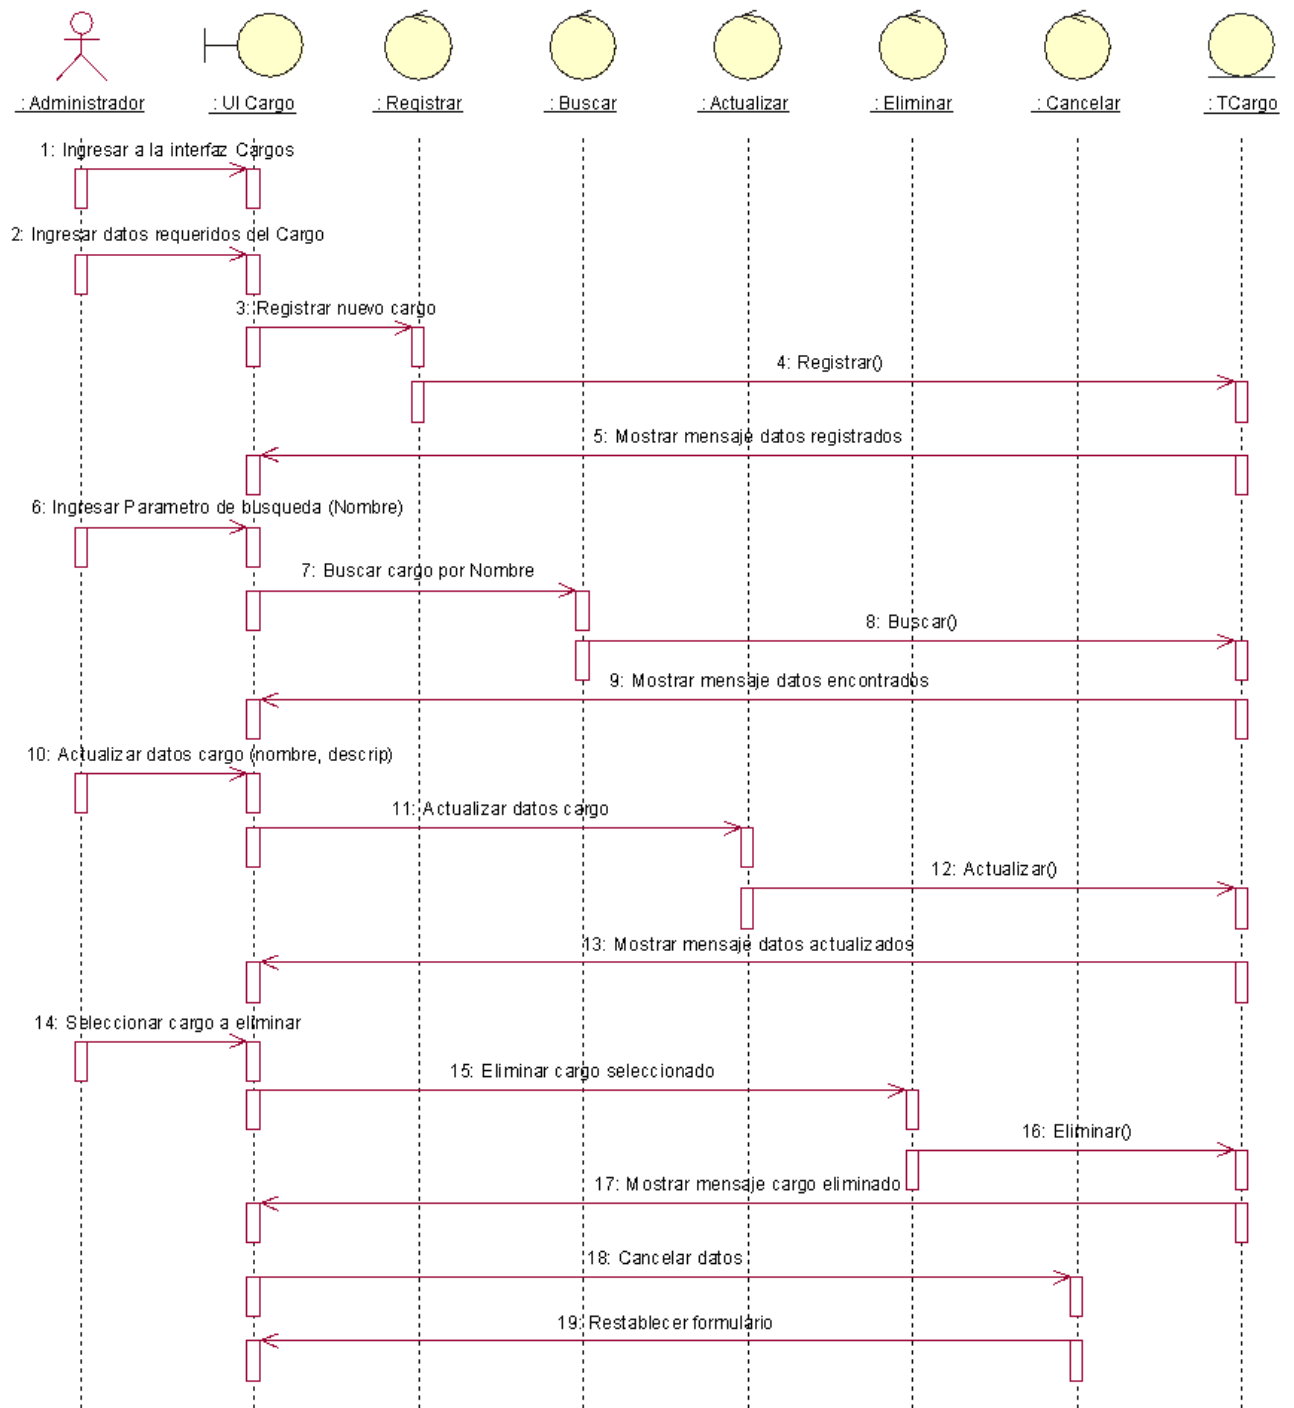 : Administrador
: UI Cargo
: Registrar
: Buscar
: Actualizar
: Eliminar
: Cancelar
: TCargo
1: Ingresar a la interfaz Cargos
2: Ingresar datos requeridos del Cargo
3: Registrar nuevo cargo
4: Registrar()
5: Mostrar mensaje datos registrados
6: Ingresar Parametro de busqueda (Nombre)
7: Buscar cargo por Nombre
8: Buscar()
9: Mostrar mensaje datos encontrados
10: Actualizar datos cargo (nombre, descrip)
11: Actualizar datos cargo
12: Actualizar()
13: Mostrar mensaje datos actualizados
14: Seleccionar cargo a eliminar
15: Eliminar cargo seleccionado
16: Eliminar()
17: Mostrar mensaje cargo eliminado
18: Cancelar datos
19: Restablecer formulario